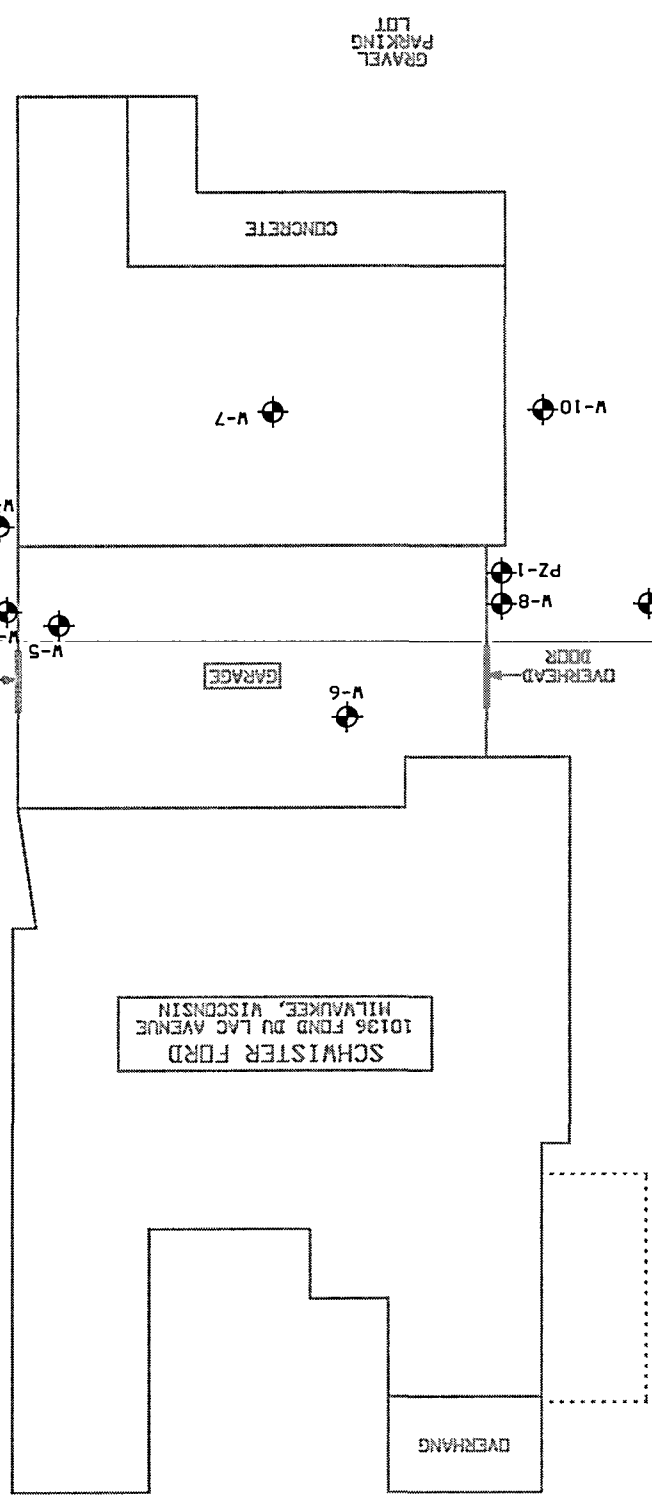 OVERHANG
SCHWISTER FORD
10136 FOND DU LAC AVENUE
MILWAUKEE, WISCONSIN
W-6
GARAGE
OVERHEAD
DOOR
W-5
W-
W-8
PZ-1
W-
W-7
W-10
CONCRETE
GRAVEL
PARKING
LOT